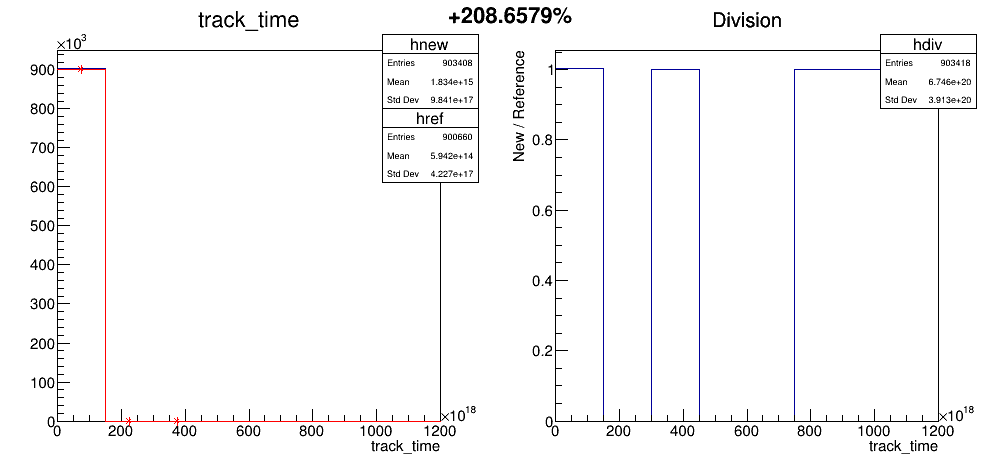 track_time
+208.6579%
Division
×10³
hnew
Entries 903408
Mean 1.834e+15
Std Dev 9.841e+17
href
Entries 900660
Mean 5.942e+14
Std Dev 4.227e+17
900
800
700
600
500
400
300
200
100
0
0 200 400 600 800 1000 1200
×10¹⁸
track_time
hdiv
Entries 903418
Mean 6.746e+20
Std Dev 3.913e+20
New / Reference
1
0.8
0.6
0.4
0.2
0
0 200 400 600 800 1000 1200
×10¹⁸
track_time